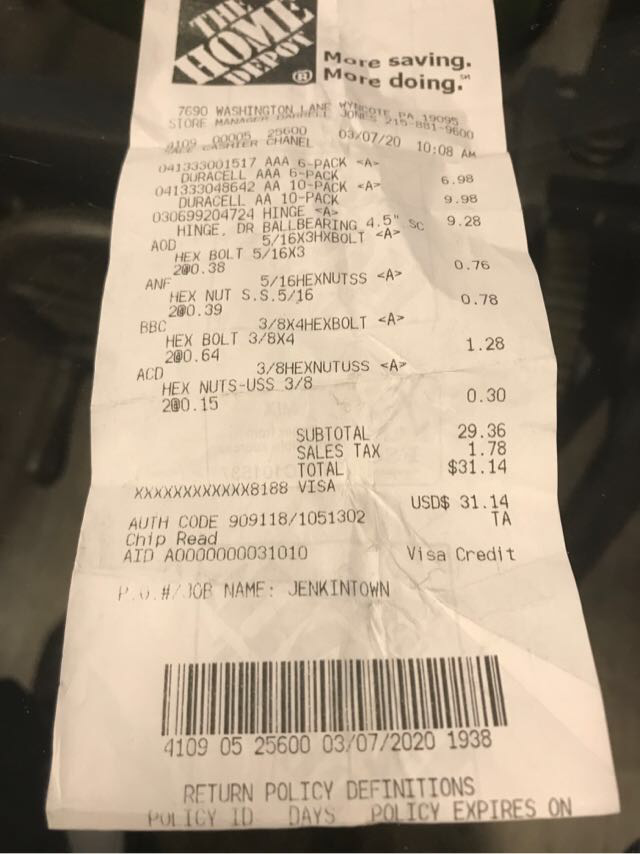 THE
HOME
DEPOT
®
More saving.
More doing.℠
7690 WASHINGTON LANE WYNCOTE, PA 19095
STORE MANAGER DARRELL JONES 215-881-9600
4109 00005 25600 03/07/20 10:08 AM
CASHIER CHANEL
041333001517 AAA 6-PACK <A> 6.98
DURACELL AAA 6-PACK
041333048642 AA 10-PACK <A> 9.98
DURACELL AA 10-PACK
030699204724 HINGE <A> 9.28
HINGE, DR BALLBEARING 4.5" SC
AOD 5/16X3HXBOLT <A>
HEX BOLT 5/16X3
2@0.38 0.76
ANF 5/16HEXNUTSS <A>
HEX NUT S.S.5/16
2@0.39 0.78
BBC 3/8X4HEXBOLT <A>
HEX BOLT 3/8X4
2@0.64 1.28
ACD 3/8HEXNUTUSS <A>
HEX NUTS-USS 3/8
2@0.15 0.30
SUBTOTAL 29.36
SALES TAX 1.78
TOTAL $31.14
XXXXXXXXXXXX8188 VISA
USD$ 31.14
AUTH CODE 909118/1051302 TA
Chip Read
AID A0000000031010 Visa Credit
P.O.#/JOB NAME: JENKINTOWN
4109 05 25600 03/07/2020 1938
RETURN POLICY DEFINITIONS
POLICY ID DAYS POLICY EXPIRES ON